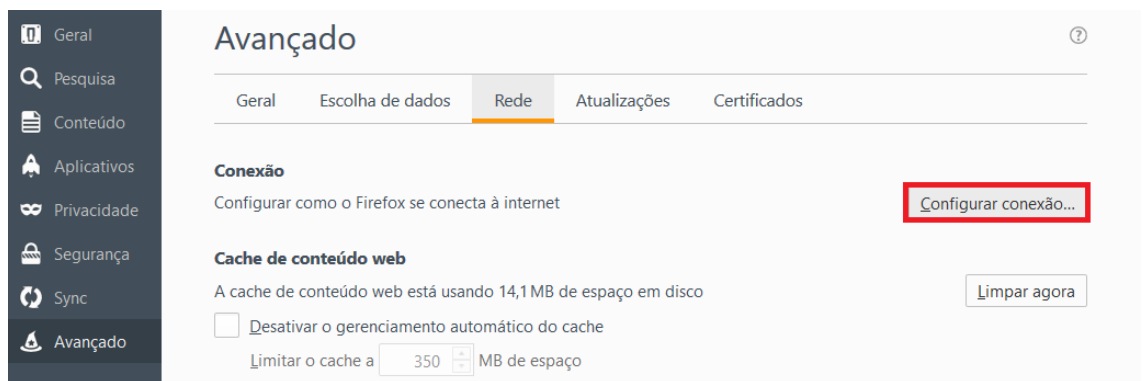 Geral
Pesquisa
Conteúdo
Aplicativos
Privacidade
Segurança
Sync
Avançado
Avançado
?
Geral Escolha de dados Rede Atualizações Certificados
Conexão
Configurar como o Firefox se conecta à internet Configurar conexão...
Cache de conteúdo web
A cache de conteúdo web está usando 14,1 MB de espaço em disco Limpar agora
Desativar o gerenciamento automático do cache
Limitar o cache a 350 MB de espaço